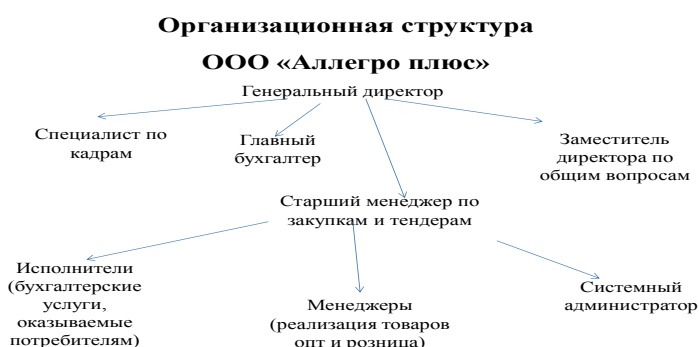 Организационная структура
ООО «Аллегро плюс»
Генеральный директор
Специалист по
кадрам
Главный
бухгалтер
Заместитель
директора по
общим вопросам
Старший менеджер по
закупкам и тендерам
Исполнители
(бухгалтерские
услуги,
оказываемые
потребителям)
Менеджеры
(реализация товаров
опт и розница)
Системный
администратор